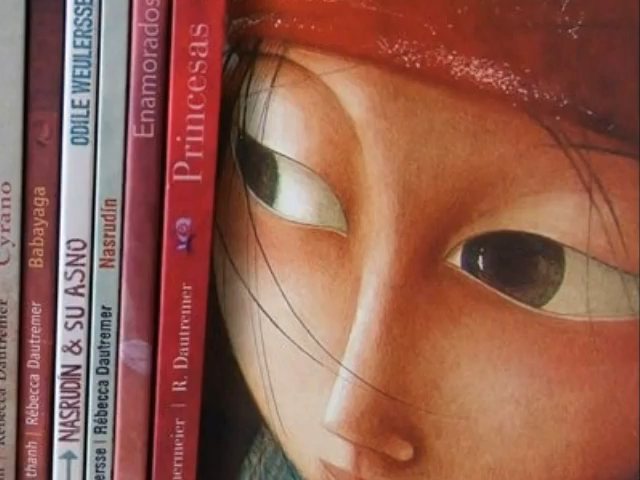 Cyrano
Rébecca Dautremer
Babayaga
thanh | Rébecca Dautremer
ODILE WEULERSSE
NASRUDÍN & SU ASNO
Nasrudín
ersse | Rébecca Dautremer
Enamorados
Princesas
hermeier | R. Dautremer